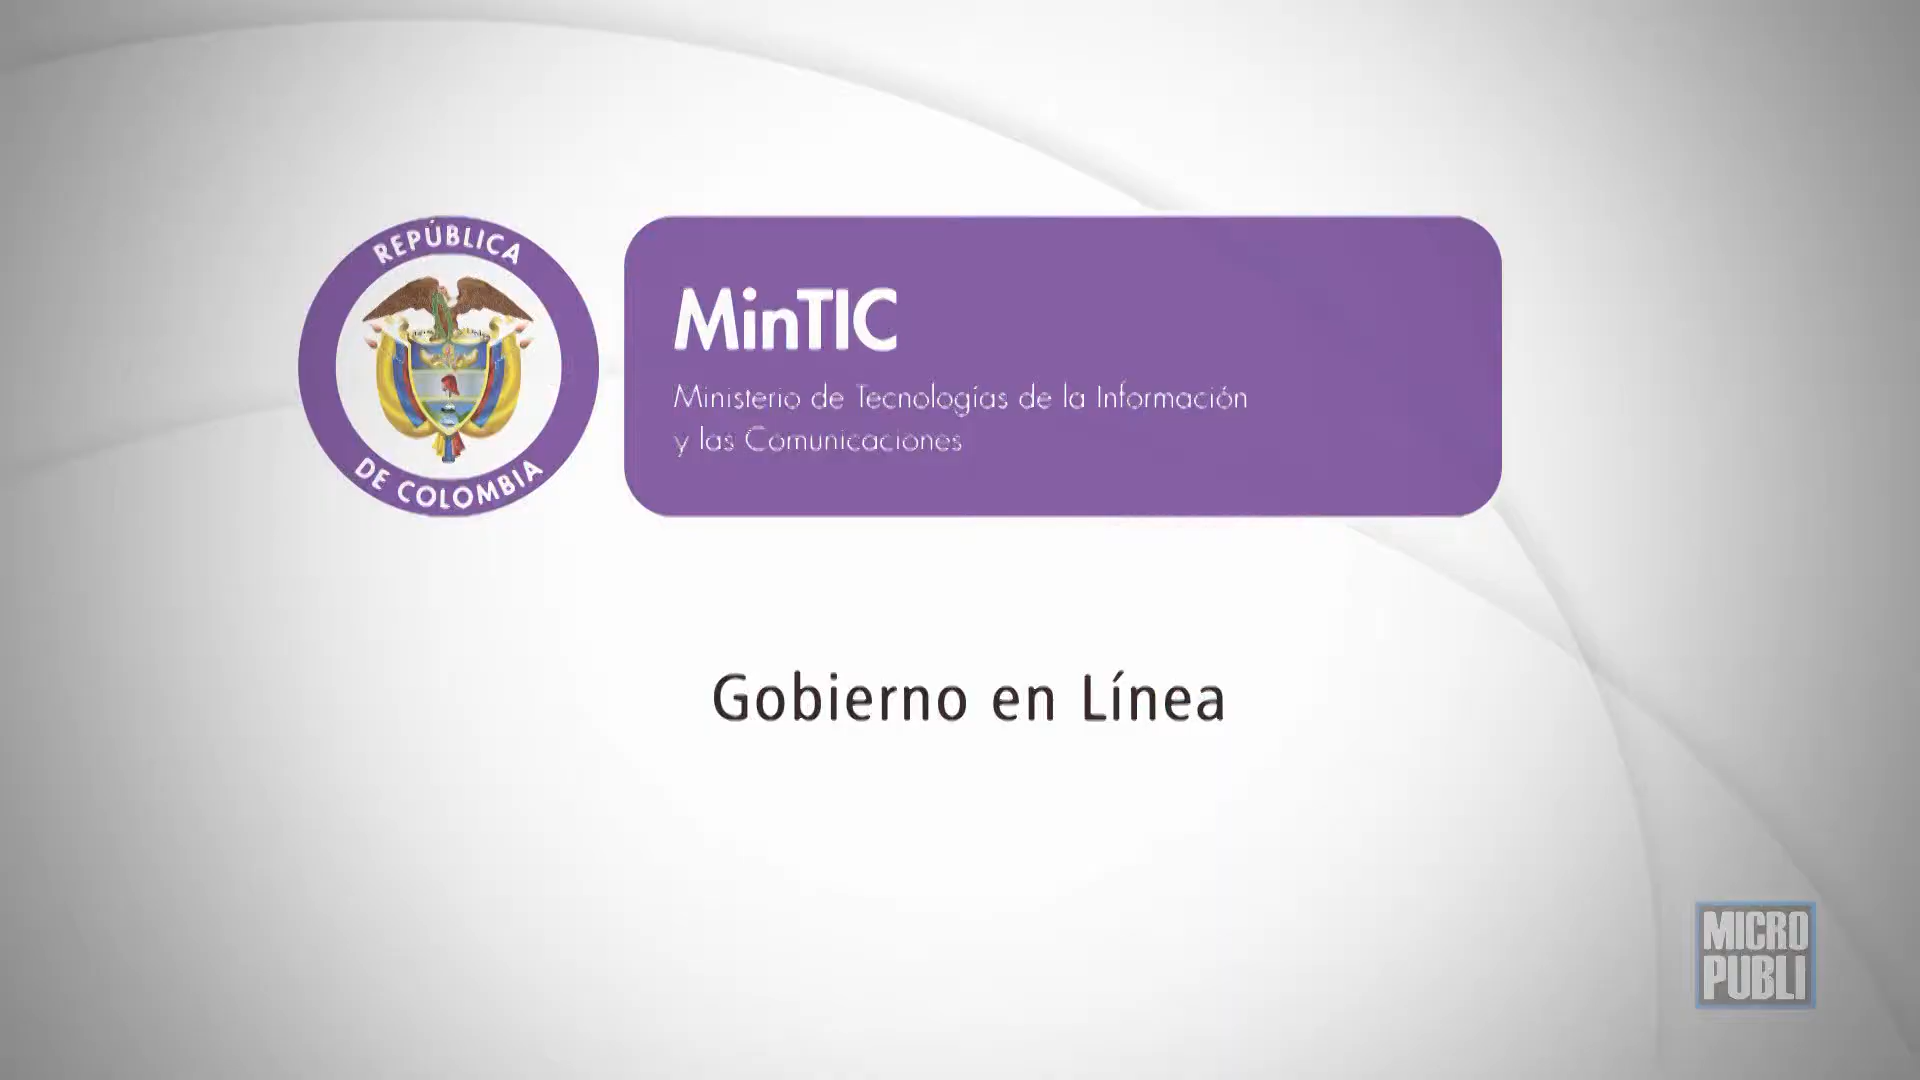 REPÚBLICA
DE COLOMBIA
MinTIC
Ministerio de Tecnologías de la Información
y las Comunicaciones
Gobierno en Línea
MICRO
PUBLI